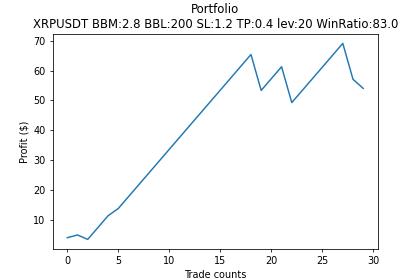 Portfolio
XRPUSDT BBM:2.8 BBL:200 SL:1.2 TP:0.4 lev:20 WinRatio:83.0
70
60
50
40
30
20
10
Profit ($)
0 5 10 15 20 25 30
Trade counts